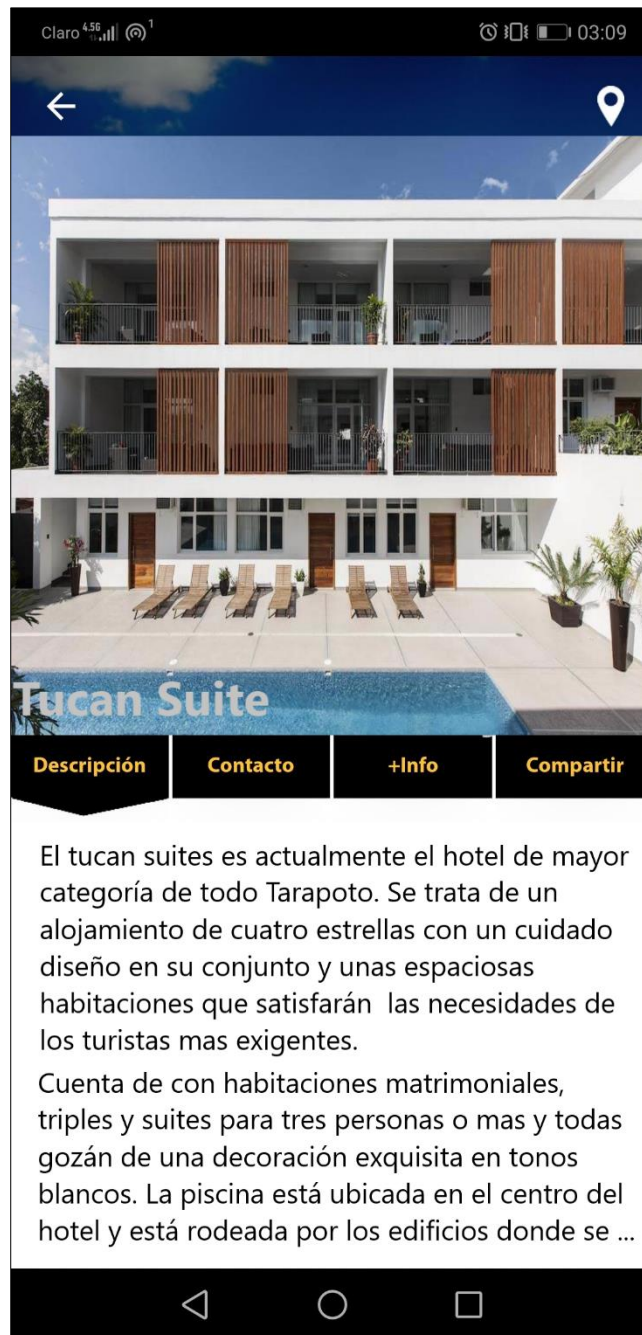 Claro 4.5G 1 03:09
Tucan Suite
Descripción Contacto +Info Compartir
El tucan suites es actualmente el hotel de mayor
categoría de todo Tarapoto. Se trata de un
alojamiento de cuatro estrellas con un cuidado
diseño en su conjunto y unas espaciosas
habitaciones que satisfarán  las necesidades de
los turistas mas exigentes.
Cuenta de con habitaciones matrimoniales,
triples y suites para tres personas o mas y todas
gozán de una decoración exquisita en tonos
blancos. La piscina está ubicada en el centro del
hotel y está rodeada por los edificios donde se ...